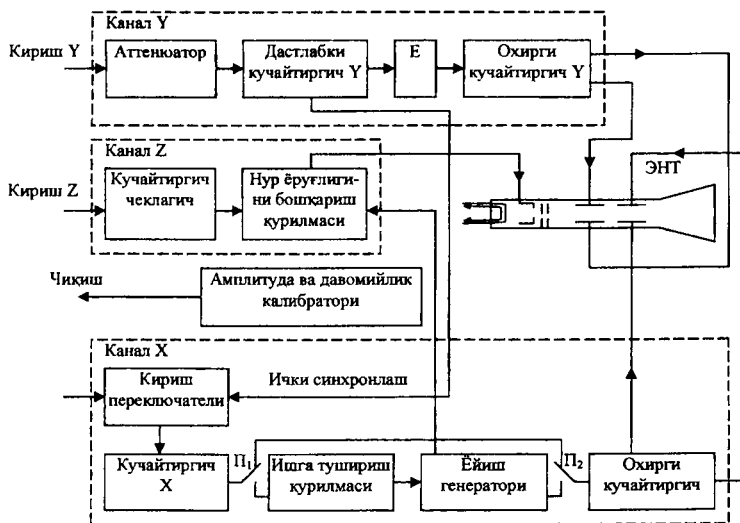 Канал Y
Кириш Y
Аттенюатор
Дастлабки
кучайтиргич Y
Е
Охирги
кучайтиргич Y
Канал Z
Кириш Z
Кучайтиргич
чеклагич
Нур ёруғлиги-
ни бошқариш
қурилмаси
ЭНТ
Чиқиш
Амплитуда ва давомийлик
калибратори
Канал X
Кириш
переключатели
Ички синхронлаш
Кучайтиргич
X
П1
Ишга тушириш
қурилмаси
Ёйиш
генератори
П2
Охирги
кучайтиргич